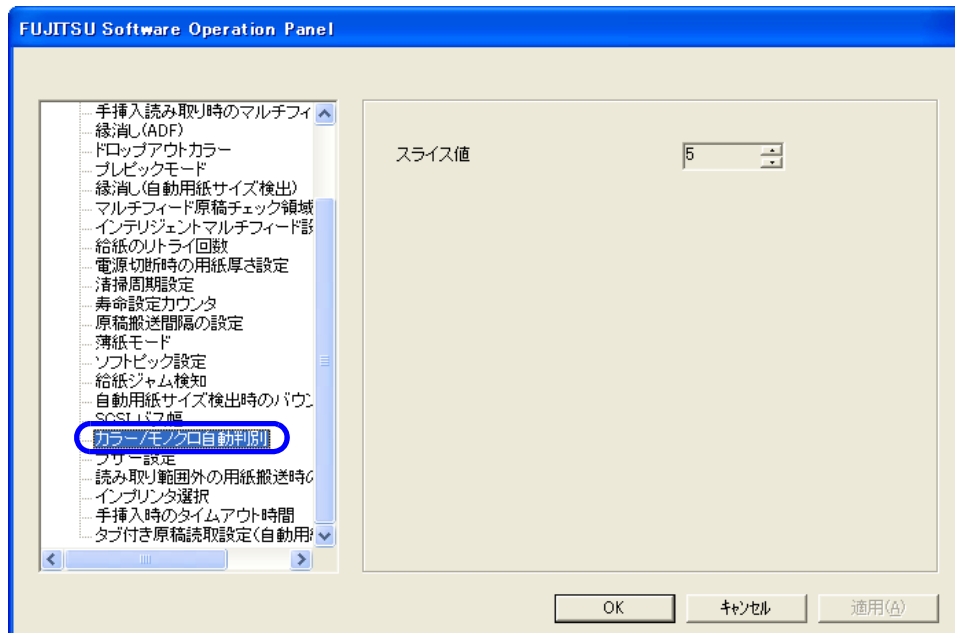 FUJITSU Software Operation Panel
手挿入読み取り時のマルチフィ
縁消し(ADF)
ドロップアウトカラー
プレピックモード
縁消し(自動用紙サイズ検出)
マルチフィード原稿チェック領域
インテリジェントマルチフィード設
給紙のリトライ回数
電源切断時の用紙厚さ設定
清掃周期設定
寿命設定カウンタ
原稿搬送間隔の設定
薄紙モード
ソフトピック設定
給紙ジャム検知
自動用紙サイズ検出時のバウン
SCSI バス幅
カラー/モノクロ自動判別
ブザー設定
読み取り範囲外の用紙搬送時の
インプリンタ選択
手挿入時のタイムアウト時間
タブ付き原稿読取設定(自動用紙
スライス値
5
OK
キャンセル
適用(A)